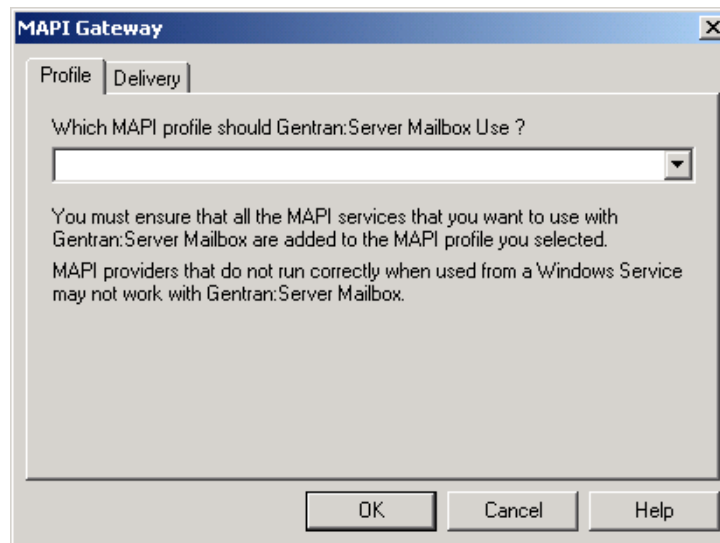 MAPI Gateway
Profile
Delivery
Which MAPI profile should Gentran:Server Mailbox Use ?
You must ensure that all the MAPI services that you want to use with
Gentran:Server Mailbox are added to the MAPI profile you selected.
MAPI providers that do not run correctly when used from a Windows Service
may not work with Gentran:Server Mailbox.
OK
Cancel
Help